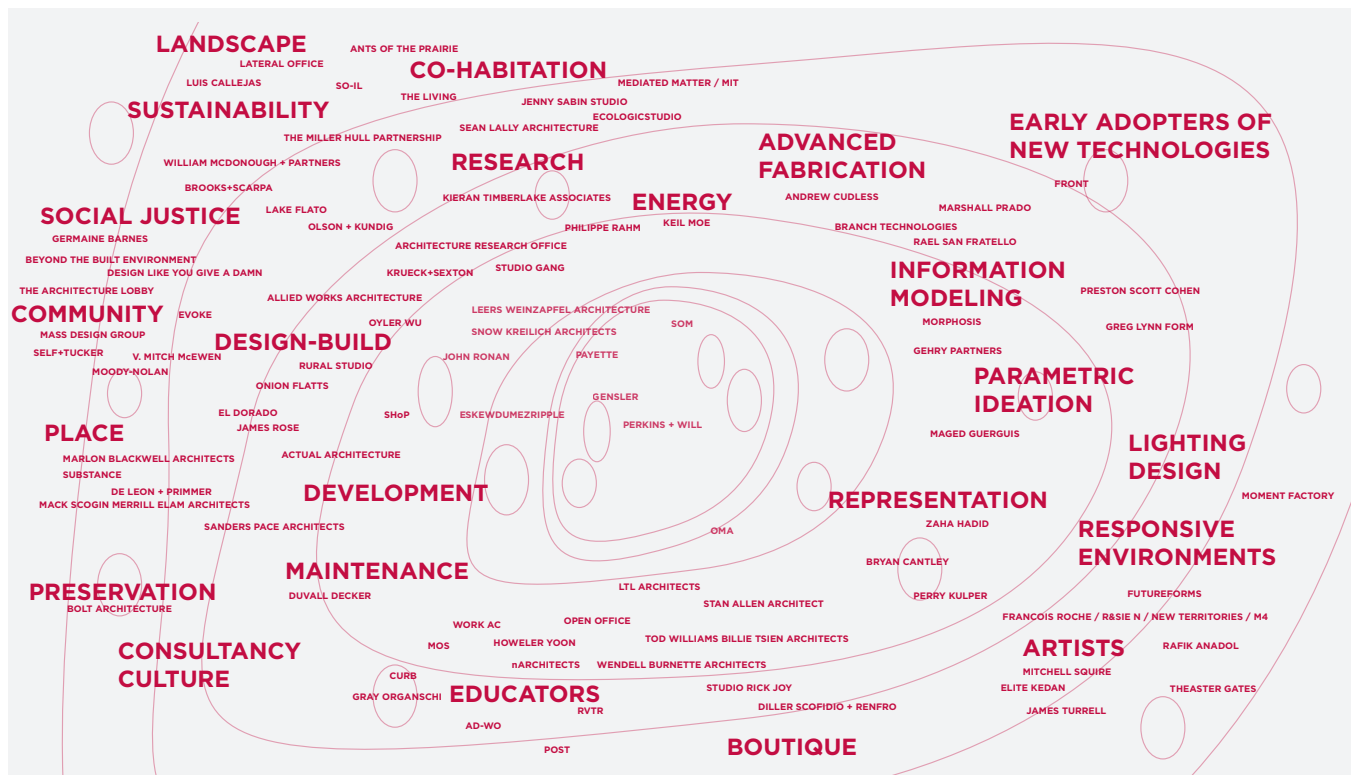 LANDSCAPE
ANTS OF THE PRAIRIE
LATERAL OFFICE
CO-HABITATION
LUIS CALLEJAS
SO-IL
MEDIATED MATTER / MIT
THE LIVING
JENNY SABIN STUDIO
SUSTAINABILITY
ECOLOGICSTUDIO
SEAN LALLY ARCHITECTURE
THE MILLER HULL PARTNERSHIP
EARLY ADOPTERS OF
NEW TECHNOLOGIES
ADVANCED
FABRICATION
WILLIAM MCDONOUGH + PARTNERS
RESEARCH
FRONT
BROOKS+SCARPA
KIERAN TIMBERLAKE ASSOCIATES
ENERGY
ANDREW CUDLESS
MARSHALL PRADO
SOCIAL JUSTICE
LAKE FLATO
OLSON + KUNDIG
PHILIPPE RAHM
KEIL MOE
BRANCH TECHNOLOGIES
GERMAINE BARNES
ARCHITECTURE RESEARCH OFFICE
RAEL SAN FRATELLO
BEYOND THE BUILT ENVIRONMENT
DESIGN LIKE YOU GIVE A DAMN
KRUECK+SEXTON
STUDIO GANG
INFORMATION
MODELING
THE ARCHITECTURE LOBBY
ALLIED WORKS ARCHITECTURE
PRESTON SCOTT COHEN
COMMUNITY
EVOKE
LEERS WEINZAPFEL ARCHITECTURE
OYLER WU
SOM
MORPHOSIS
GREG LYNN FORM
MASS DESIGN GROUP
SNOW KREILICH ARCHITECTS
DESIGN-BUILD
SELF+TUCKER
V. MITCH McEWEN
JOHN RONAN
PAYETTE
GEHRY PARTNERS
MOODY-NOLAN
RURAL STUDIO
PARAMETRIC
IDEATION
ONION FLATTS
GENSLER
EL DORADO
SHoP
ESKEWDUMEZRIPPLE
JAMES ROSE
PERKINS + WILL
PLACE
MAGED GUERGUIS
LIGHTING
DESIGN
MARLON BLACKWELL ARCHITECTS
ACTUAL ARCHITECTURE
SUBSTANCE
DE LEON + PRIMMER
DEVELOPMENT
REPRESENTATION
MOMENT FACTORY
MACK SCOGIN MERRILL ELAM ARCHITECTS
SANDERS PACE ARCHITECTS
ZAHA HADID
OMA
RESPONSIVE
ENVIRONMENTS
MAINTENANCE
BRYAN CANTLEY
PRESERVATION
LTL ARCHITECTS
DUVALL DECKER
PERRY KULPER
FUTUREFORMS
BOLT ARCHITECTURE
STAN ALLEN ARCHITECT
FRANCOIS ROCHE / R&SIE N / NEW TERRITORIES / M4
WORK AC
OPEN OFFICE
MOS
HOWELER YOON
TOD WILLIAMS BILLIE TSIEN ARCHITECTS
ARTISTS
RAFIK ANADOL
CONSULTANCY
CULTURE
nARCHITECTS
WENDELL BURNETTE ARCHITECTS
MITCHELL SQUIRE
CURB
GRAY ORGANSCHI
EDUCATORS
STUDIO RICK JOY
ELITE KEDAN
THEASTER GATES
RVTR
DILLER SCOFIDIO + RENFRO
JAMES TURRELL
AD-WO
POST
BOUTIQUE